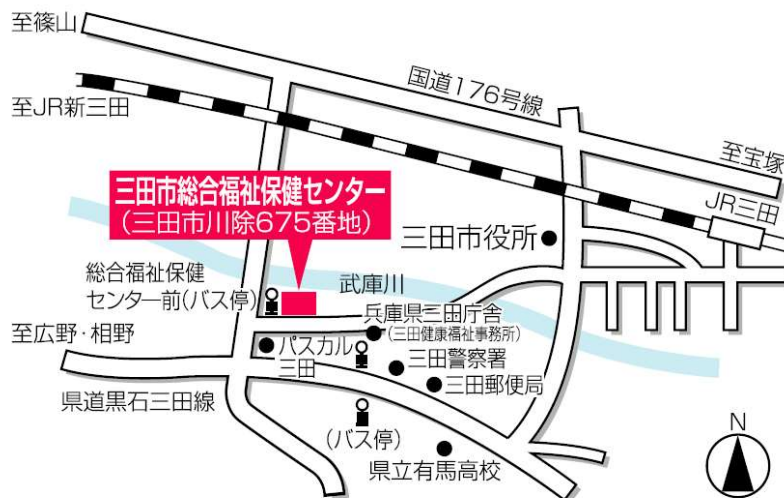 至篠山
国道176号線
至JR新三田
至宝塚
JR三田
三田市総合福祉保健センター
(三田市川除675番地)
三田市役所
総合福祉保健
センター前(バス停)
武庫川
兵庫県三田庁舎
(三田健康福祉事務所)
至広野・相野
パスカル
三田
三田警察署
三田郵便局
県道黒石三田線
(バス停)
県立有馬高校
N